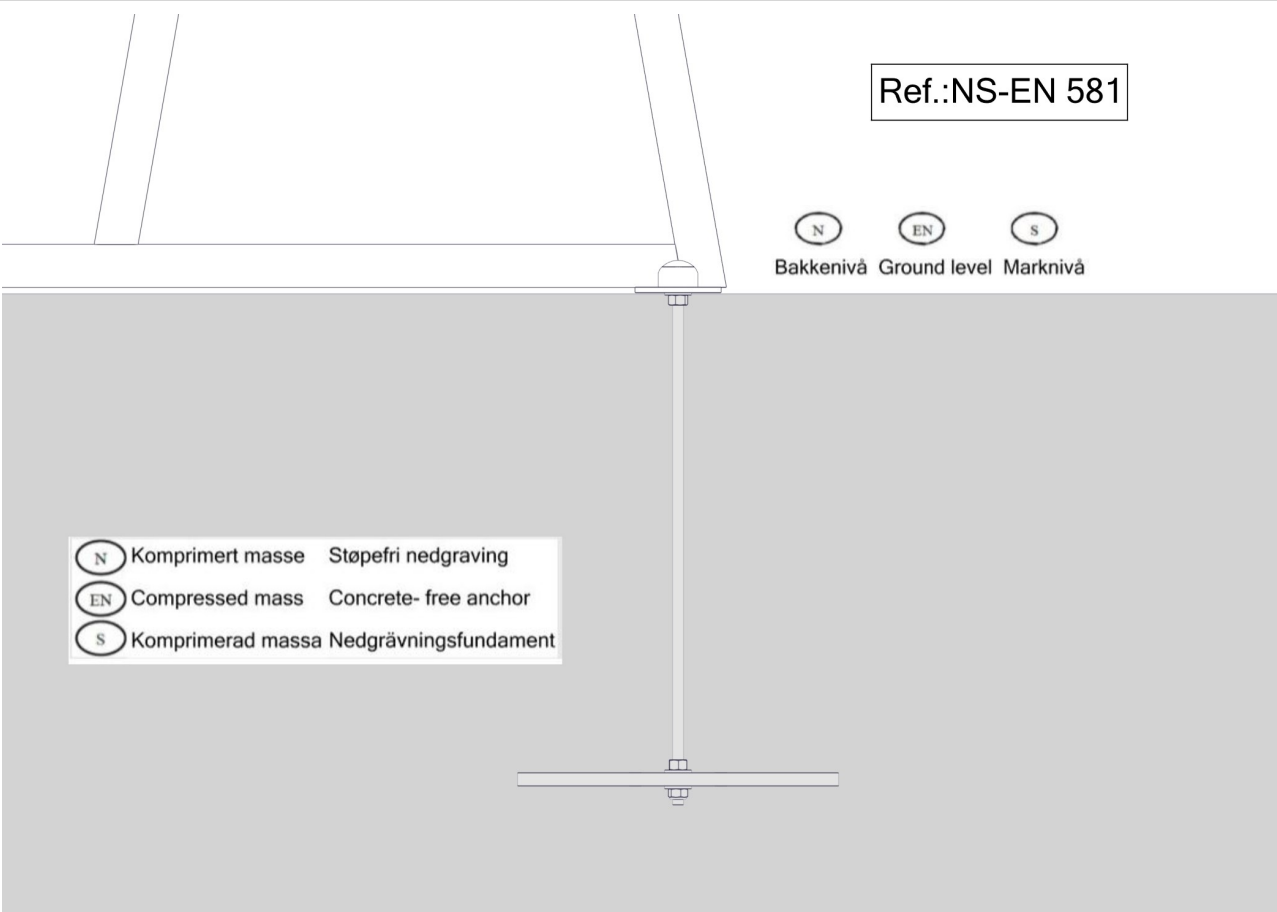 Ref.:NS-EN 581
N EN S
Bakkenivå Ground level Marknivå
N Komprimert masse Støpefri nedgraving
EN Compressed mass Concrete- free anchor
S Komprimerad massa Nedgrävningsfundament